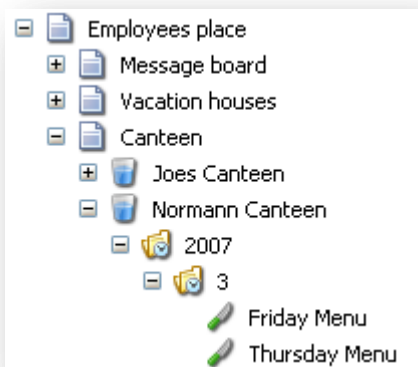 Employees place
Message board
Vacation houses
Canteen
Joes Canteen
Normann Canteen
2007
3
Friday Menu
Thursday Menu